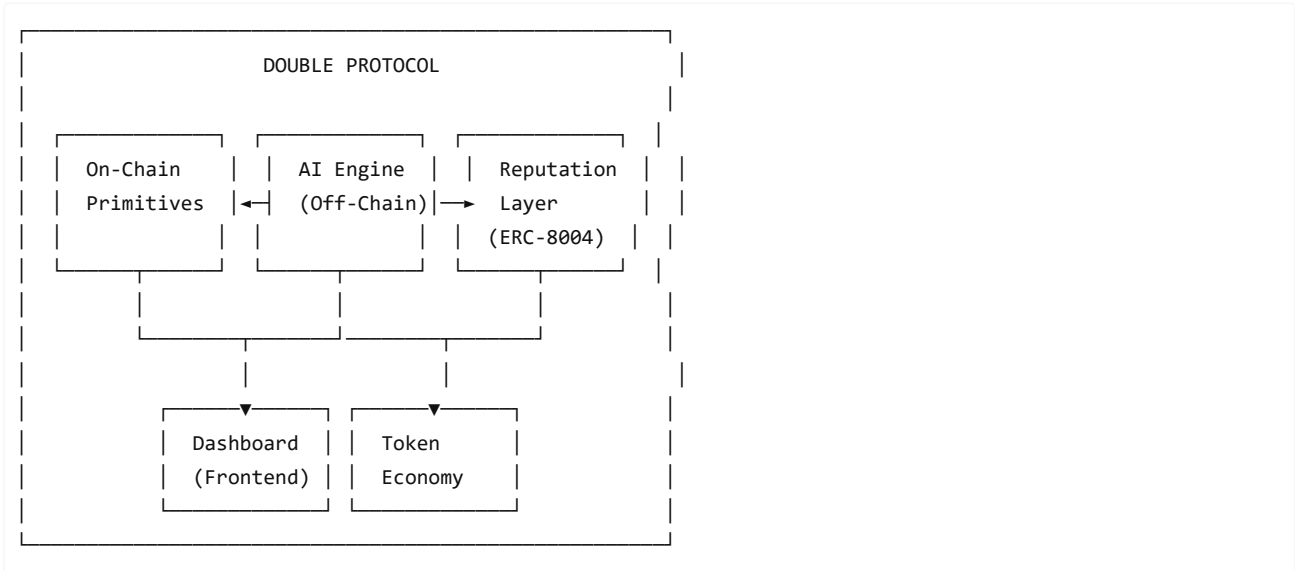 DOUBLE PROTOCOL
On-Chain AI Engine Reputation
Primitives (Off-Chain) Layer
(ERC-8004)
Dashboard Token
(Frontend) Economy